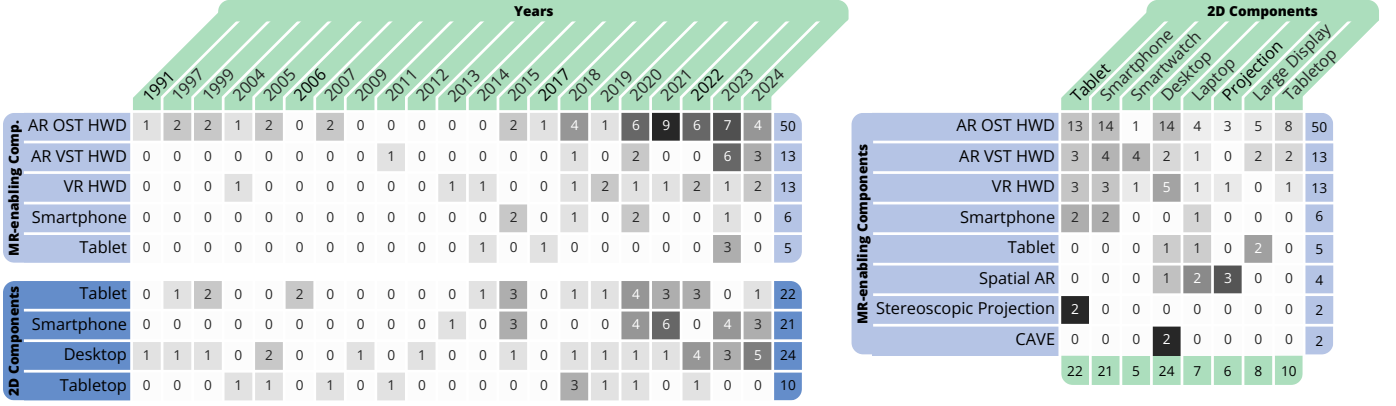 Years
1991 1997 1999 2004 2005 2006 2007 2009 2011 2012 2013 2014 2015 2017 2018 2019 2020 2021 2022 2023 2024
MR-enabling Comp.
AR OST HWD 1 2 2 1 2 0 2 0 0 0 0 0 2 1 4 1 6 9 6 7 4 50
AR VST HWD 0 0 0 0 0 0 0 0 1 0 0 0 0 0 1 0 2 0 0 6 3 13
VR HWD 0 0 0 1 0 0 0 0 0 0 1 1 0 0 1 2 1 1 2 1 2 13
Smartphone 0 0 0 0 0 0 0 0 0 0 0 0 2 0 1 0 2 0 0 1 0 6
Tablet 0 0 0 0 0 0 0 0 0 0 0 1 0 1 0 0 0 0 0 3 0 5
2D Components
Tablet 0 1 2 0 0 2 0 0 0 0 0 1 3 0 1 1 4 3 3 0 1 22
Smartphone 0 0 0 0 0 0 0 0 0 0 1 0 3 0 0 0 4 6 0 4 3 21
Desktop 1 1 1 0 2 0 0 1 0 1 0 0 1 0 1 1 1 1 4 3 5 24
Tabletop 0 0 0 1 1 0 1 0 1 0 0 0 0 0 3 1 1 0 1 0 0 10
2D Components
Tablet Smartphone Smartwatch Desktop Laptop Projection Large Display Tabletop
MR-enabling Components
AR OST HWD 13 14 1 14 4 3 5 8 50
AR VST HWD 3 4 4 2 1 0 2 2 13
VR HWD 3 3 1 5 1 1 0 1 13
Smartphone 2 2 0 0 1 0 0 0 6
Tablet 0 0 0 1 1 0 2 0 5
Spatial AR 0 0 0 1 2 3 0 0 4
Stereoscopic Projection 2 0 0 0 0 0 0 0 2
CAVE 0 0 0 2 0 0 0 0 2
22 21 5 24 7 6 8 10